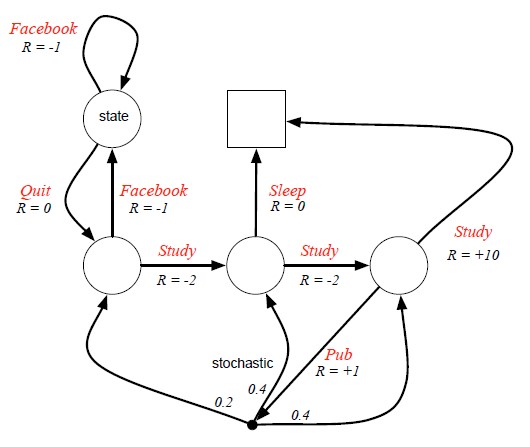 Facebook
R = -1
state
Quit
R = 0
Facebook
R = -1
Sleep
R = 0
Study
R = +10
Study
R = -2
Study
R = -2
Pub
R = +1
stochastic
0.4
0.2
0.4